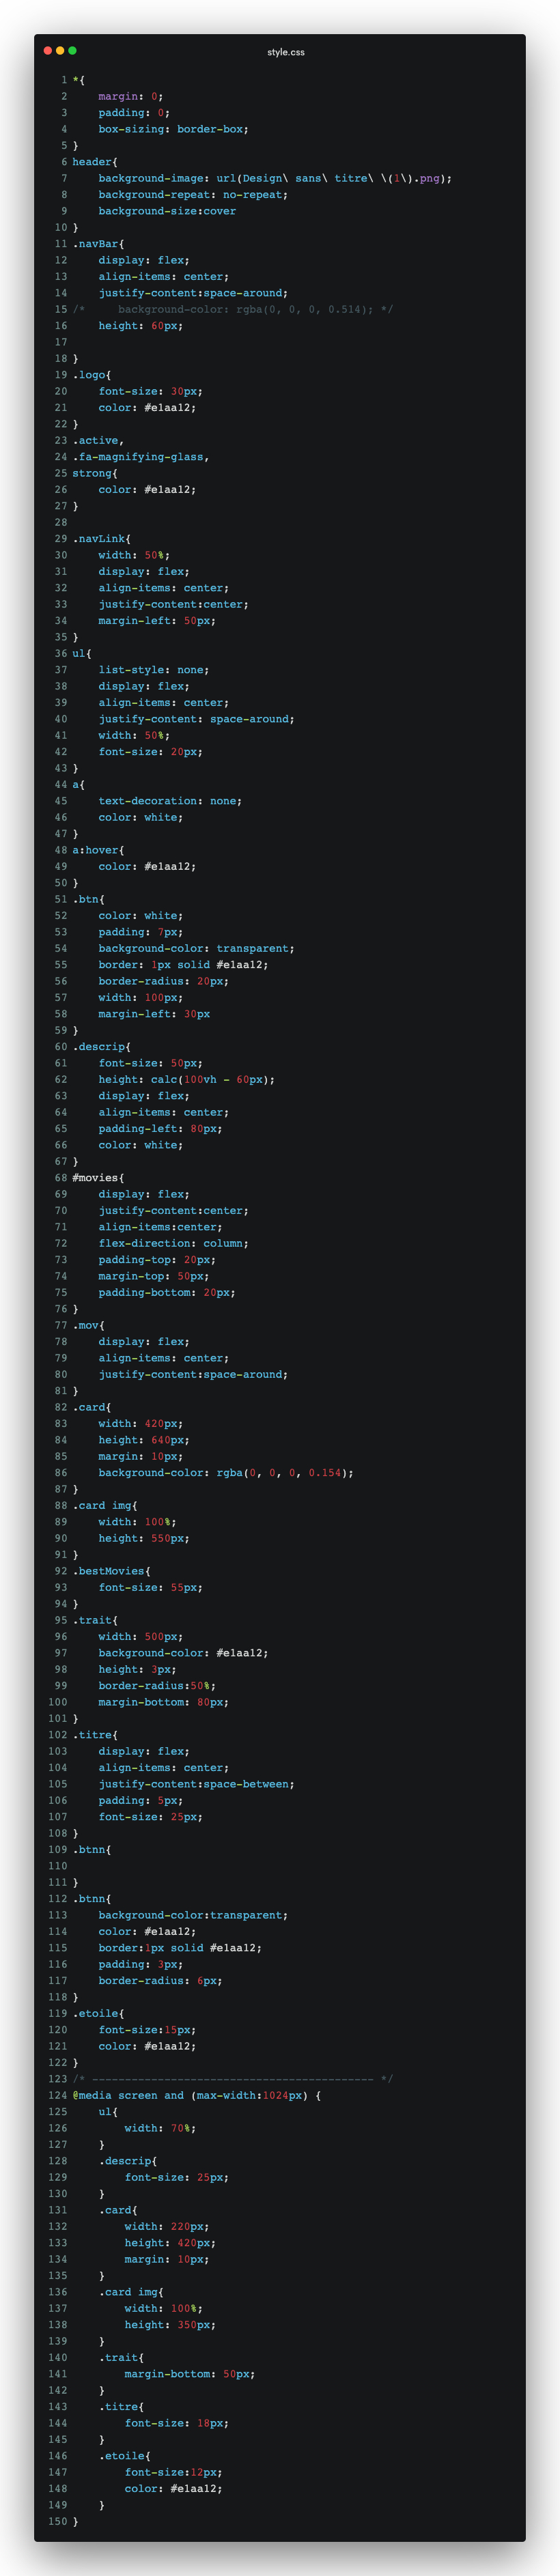 style.css
1 *{
2     margin: 0;
3     padding: 0;
4     box-sizing: border-box;
5 }
6 header{
7     background-image: url(Design\ sans\ titre\ \(1\).png);
8     background-repeat: no-repeat;
9     background-size:cover
10 }
11 .navBar{
12     display: flex;
13     align-items: center;
14     justify-content:space-around;
15 /*     background-color: rgba(0, 0, 0, 0.514); */
16     height: 60px;
17
18 }
19 .logo{
20     font-size: 30px;
21     color: #e1aa12;
22 }
23 .active,
24 .fa-magnifying-glass,
25 strong{
26     color: #e1aa12;
27 }
28
29 .navLink{
30     width: 50%;
31     display: flex;
32     align-items: center;
33     justify-content:center;
34     margin-left: 50px;
35 }
36 ul{
37     list-style: none;
38     display: flex;
39     align-items: center;
40     justify-content: space-around;
41     width: 50%;
42     font-size: 20px;
43 }
44 a{
45     text-decoration: none;
46     color: white;
47 }
48 a:hover{
49     color: #e1aa12;
50 }
51 .btn{
52     color: white;
53     padding: 7px;
54     background-color: transparent;
55     border: 1px solid #e1aa12;
56     border-radius: 20px;
57     width: 100px;
58     margin-left: 30px
59 }
60 .descrip{
61     font-size: 50px;
62     height: calc(100vh - 60px);
63     display: flex;
64     align-items: center;
65     padding-left: 80px;
66     color: white;
67 }
68 #movies{
69     display: flex;
70     justify-content:center;
71     align-items:center;
72     flex-direction: column;
73     padding-top: 20px;
74     margin-top: 50px;
75     padding-bottom: 20px;
76 }
77 .mov{
78     display: flex;
79     align-items: center;
80     justify-content:space-around;
81 }
82 .card{
83     width: 420px;
84     height: 640px;
85     margin: 10px;
86     background-color: rgba(0, 0, 0, 0.154);
87 }
88 .card img{
89     width: 100%;
90     height: 550px;
91 }
92 .bestMovies{
93     font-size: 55px;
94 }
95 .trait{
96     width: 500px;
97     background-color: #e1aa12;
98     height: 3px;
99     border-radius:50%;
100     margin-bottom: 80px;
101 }
102 .titre{
103     display: flex;
104     align-items: center;
105     justify-content:space-between;
106     padding: 5px;
107     font-size: 25px;
108 }
109 .btnn{
110
111 }
112 .btnn{
113     background-color:transparent;
114     color: #e1aa12;
115     border:1px solid #e1aa12;
116     padding: 3px;
117     border-radius: 6px;
118 }
119 .etoile{
120     font-size:15px;
121     color: #e1aa12;
122 }
123 /* ------------------------------------------- */
124 @media screen and (max-width:1024px) {
125     ul{
126         width: 70%;
127     }
128     .descrip{
129         font-size: 25px;
130     }
131     .card{
132         width: 220px;
133         height: 420px;
134         margin: 10px;
135     }
136     .card img{
137         width: 100%;
138         height: 350px;
139     }
140     .trait{
141         margin-bottom: 50px;
142     }
143     .titre{
144         font-size: 18px;
145     }
146     .etoile{
147         font-size:12px;
148         color: #e1aa12;
149     }
150 }